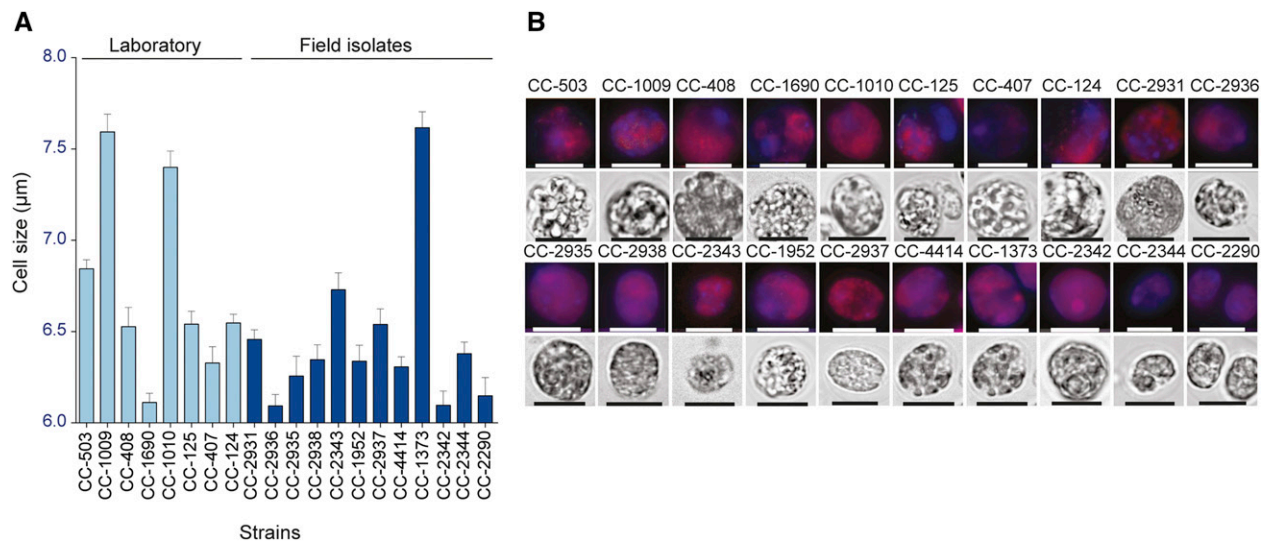 A
Laboratory Field isolates
8.0
7.5
7.0
6.5
6.0
Cell size (µm)
CC-503 CC-1009 CC-408 CC-1690 CC-1010 CC-125 CC-407 CC-124 CC-2931 CC-2936 CC-2935 CC-2938 CC-2343 CC-1952 CC-2937 CC-4414 CC-1373 CC-2342 CC-2344 CC-2290
Strains
B
CC-503 CC-1009 CC-408 CC-1690 CC-1010 CC-125 CC-407 CC-124 CC-2931 CC-2936
CC-2935 CC-2938 CC-2343 CC-1952 CC-2937 CC-4414 CC-1373 CC-2342 CC-2344 CC-2290